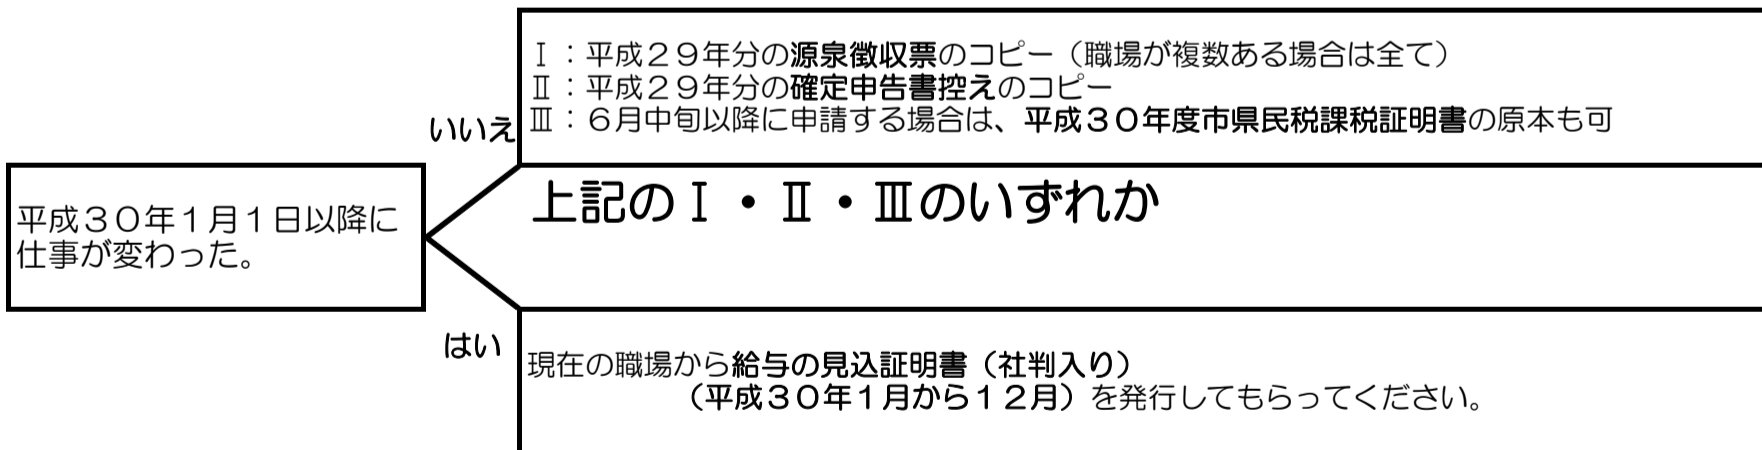 Ⅰ：平成２９年分の源泉徴収票のコピー（職場が複数ある場合は全て）
Ⅱ：平成２９年分の確定申告書控えのコピー
Ⅲ：６月中旬以降に申請する場合は、平成３０年度市県民税課税証明書の原本も可
いいえ
上記のⅠ・Ⅱ・Ⅲのいずれか
平成３０年１月１日以降に
仕事が変わった。
はい
現在の職場から給与の見込証明書（社判入り）
（平成３０年１月から１２月）を発行してもらってください。